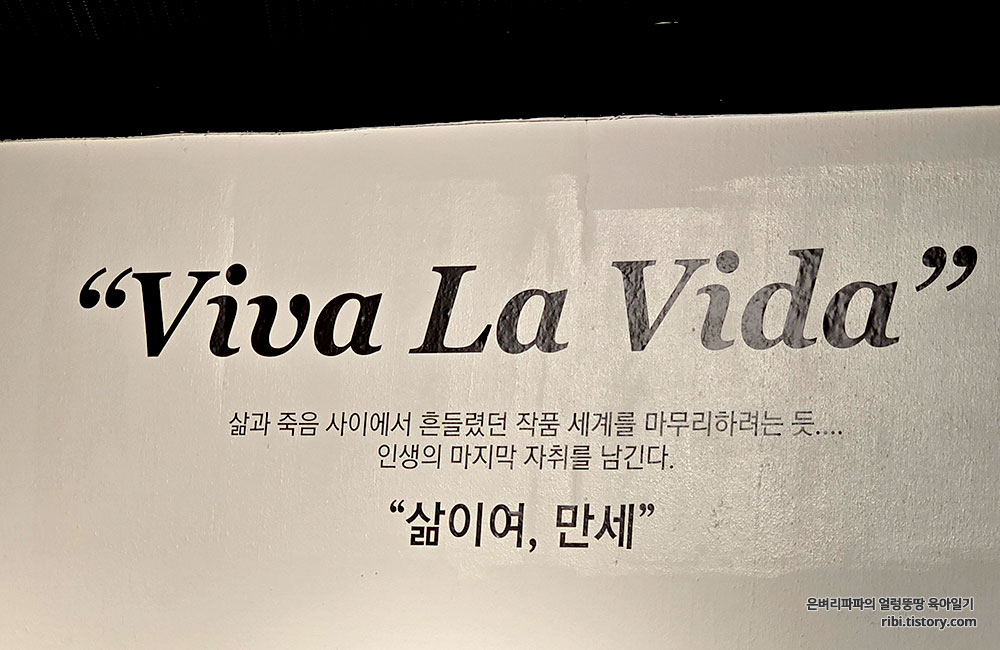 “Viva La Vida”
삶과 죽음 사이에서 흔들렸던 작품 세계를 마무리하려는 듯....
인생의 마지막 자취를 남긴다.
“삶이여, 만세”
은벼리파파의 얼렁뚱땅 육아일기
ribi.tistory.com